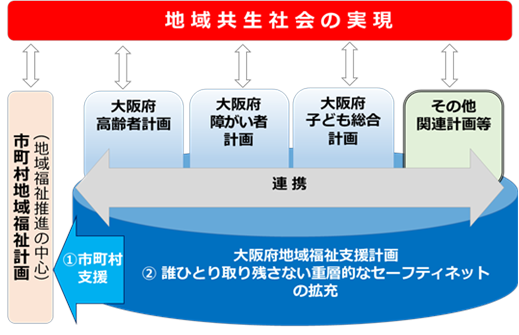 地域共生社会の実現
大阪府
高齢者計画
大阪府
障がい者
計画
大阪府
子ども総合
計画
その他
関連計画等
市町村地域福祉計画
（地域福祉推進の中心）
連携
①市町村
支援
大阪府地域福祉支援計画
② 誰ひとり取り残さない重層的なセーフティネット
の拡充